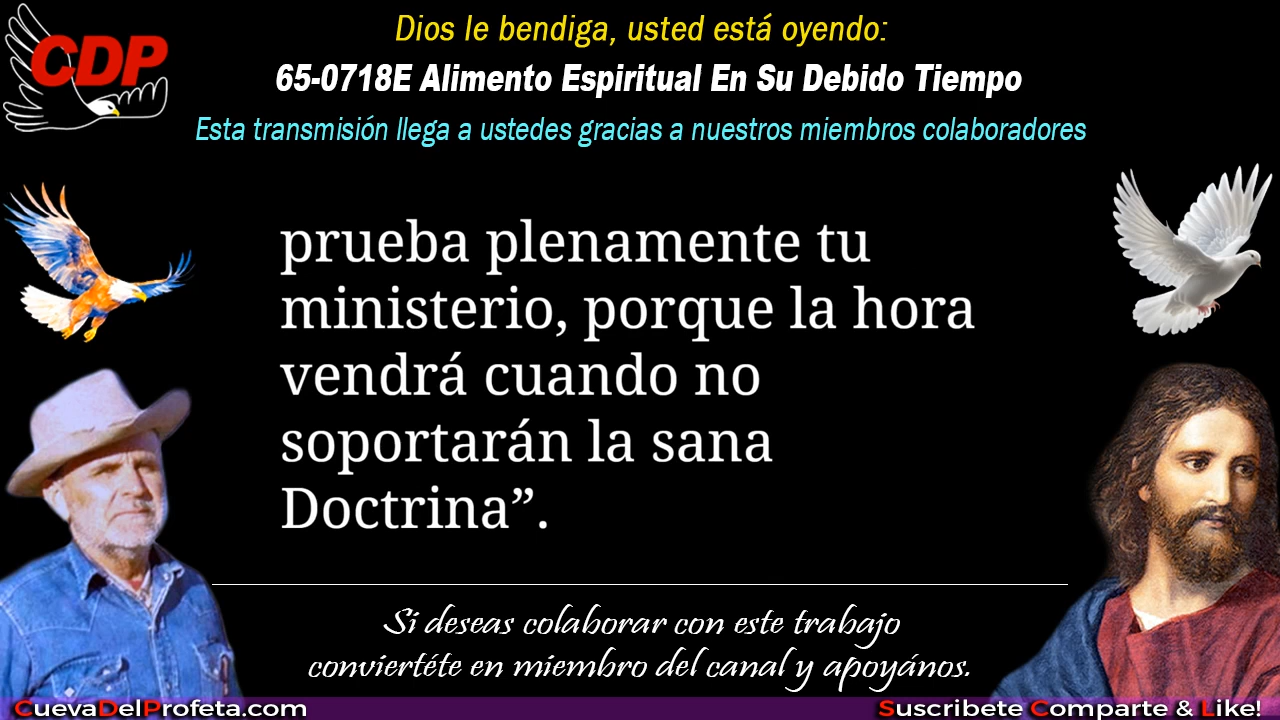 CDP
Dios le bendiga, usted está oyendo:
65-0718E Alimento Espiritual En Su Debido Tiempo
Esta transmisión llega a ustedes gracias a nuestros miembros colaboradores
prueba plenamente tu
ministerio, porque la hora
vendrá cuando no
soportarán la sana
Doctrina”.
Si deseas colaborar con este trabajo
conviertéte en miembro del canal y apoyános.
CuevaDelProfeta.com
Suscribete Comparte & Like!